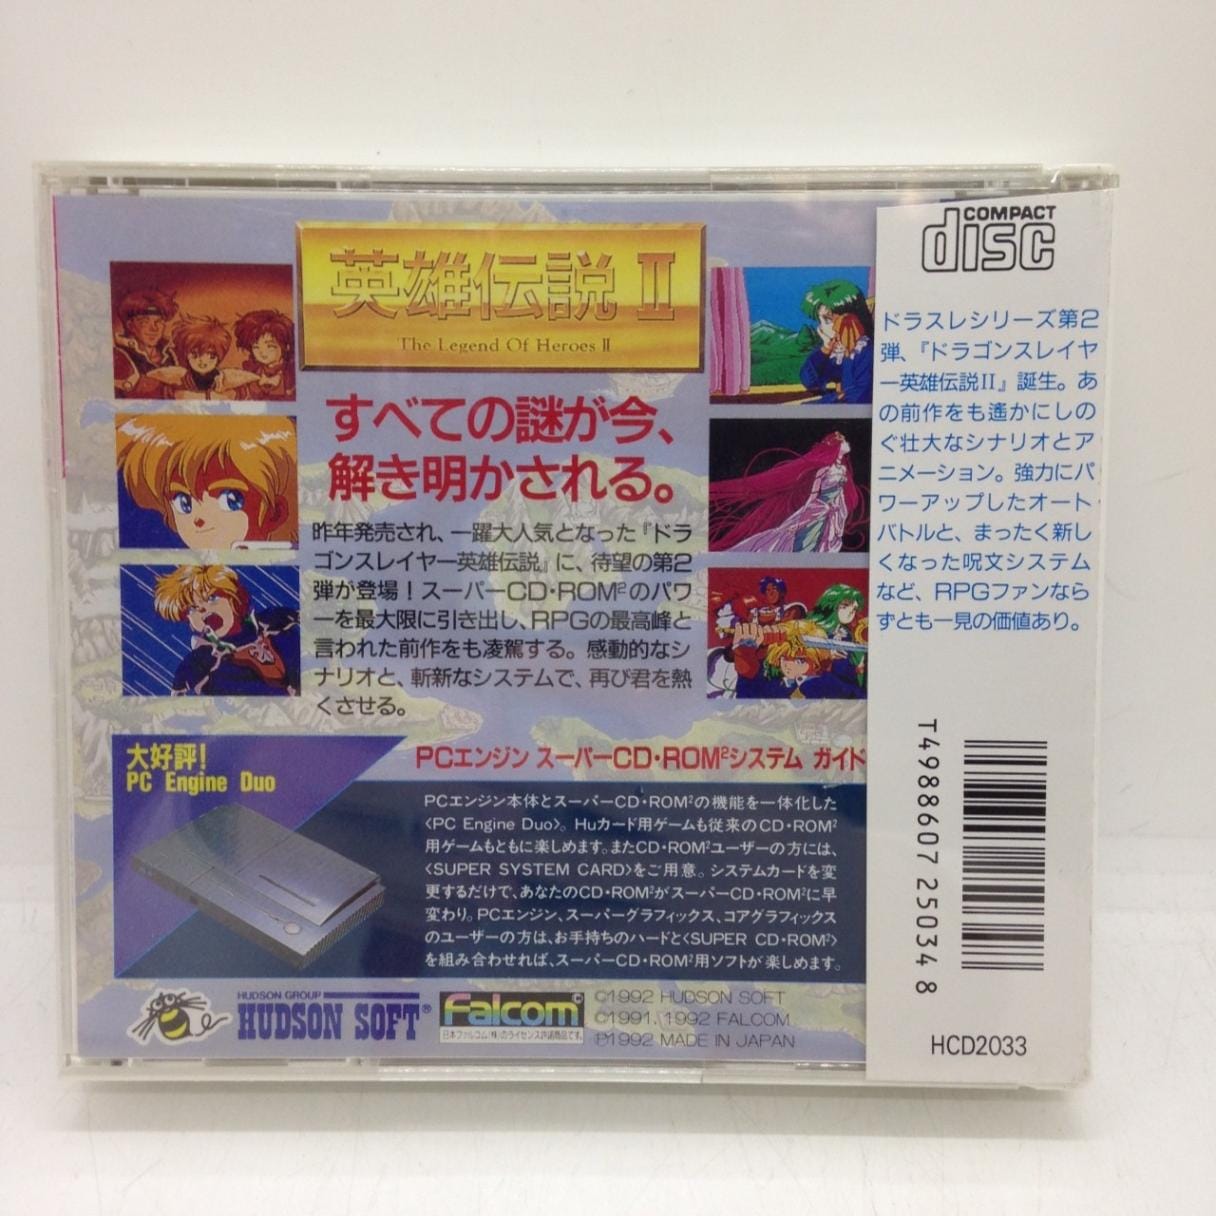 英雄伝説 II
The Legend Of Heroes II
すべての謎が今、
解き明かされる。
昨年発売され、一躍大人気となった『ドラ
ゴンスレイヤー英雄伝説』に、待望の第2
弾が登場！スーパーCD・ROM²のパワ
ーを最大限に引き出し、RPGの最高峰と
言われた前作をも凌駕する。感動的なシ
ナリオと、斬新なシステムで、再び君を熱
くさせる。
大好評！
PC Engine Duo
PCエンジン スーパーCD・ROM²システム ガイド
PCエンジン本体とスーパーCD・ROM²の機能を一体化した
〈PC Engine Duo〉。Huカード用ゲームも従来のCD・ROM²
用ゲームもともに楽しめます。またCD・ROM²ユーザーの方には、
〈SUPER SYSTEM CARD〉をご用意。システムカードを変
更するだけで、あなたのCD・ROM²がスーパーCD・ROM²に早
変わり。PCエンジン、スーパーグラフィックス、コアグラフィックス
のユーザーの方は、お手持ちのハードと〈SUPER CD・ROM²〉
を組み合わせれば、スーパーCD・ROM²用ソフトが楽しめます。
HUDSON GROUP
HUDSON SOFT®
Falcom©
日本ファルコム(株)のライセンス許諾商品です。
©1992 HUDSON SOFT
©1991, 1992 FALCOM
℗1992 MADE IN JAPAN
COMPACT
disc
ドラスレシリーズ第2
弾、『ドラゴンスレイヤ
ー英雄伝説II』誕生。あ
の前作をも遙かにしの
ぐ壮大なシナリオとア
ニメーション。強力にパ
ワーアップしたオート
バトルと、まったく新し
くなった呪文システム
など、RPGファンなら
ずとも一見の価値あり。
T4988607250348
HCD2033